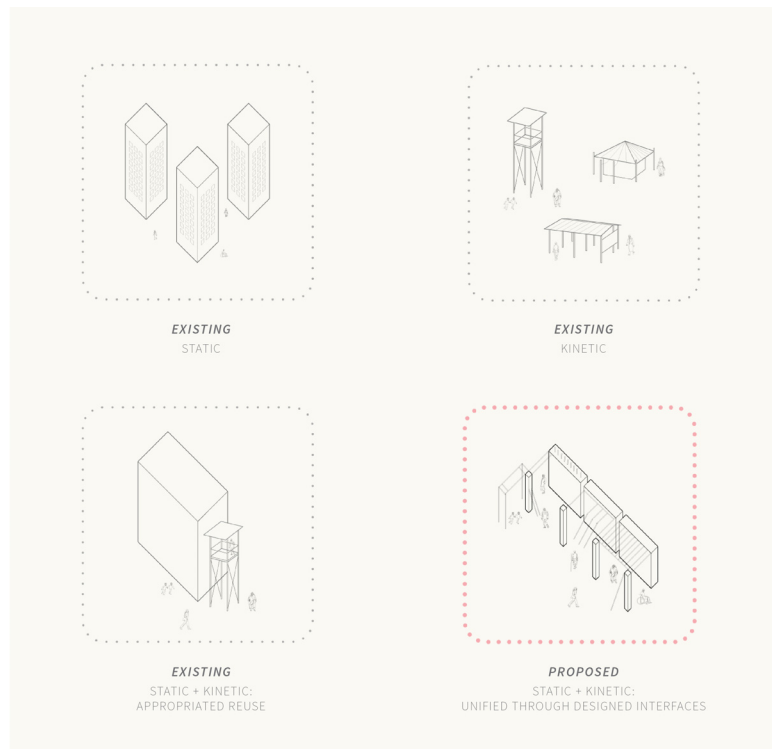 EXISTING
STATIC
EXISTING
KINETIC
EXISTING
STATIC + KINETIC:
APPROPRIATED REUSE
PROPOSED
STATIC + KINETIC:
UNIFIED THROUGH DESIGNED INTERFACES